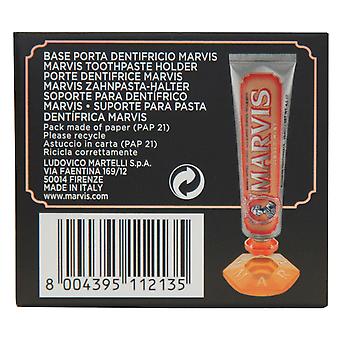 BASE PORTA DENTIFRICIO MARVIS
MARVIS TOOTHPASTE HOLDER
PORTE DENTIFRICE MARVIS
MARVIS ZAHNPASTA-HALTER
SOPORTE PARA DENTÍFRICO
MARVIS • SUPORTE PARA PASTA
DENTÍFRICA MARVIS
Pack made of paper (PAP 21)
Please recycle
Astuccio in carta (PAP 21)
Ricicla correttamente
LUDOVICO MARTELLI S.p.A.
VIA FAENTINA 169/12
50014 FIRENZE
MADE IN ITALY
www.marvis.com
8 004395 112135
MARVIS